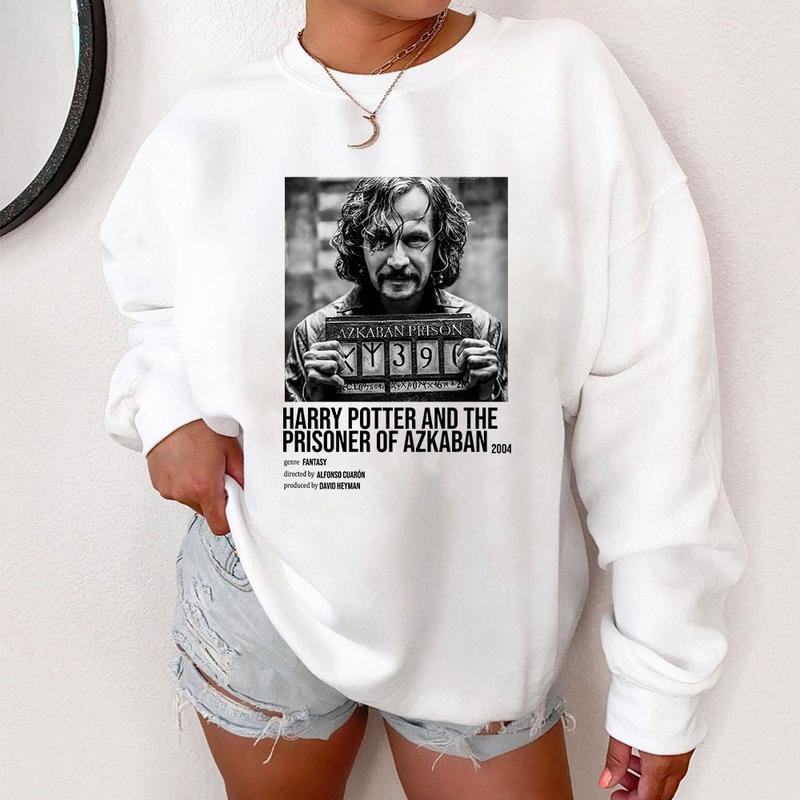 AZKABAN PRISON
390
HARRY POTTER AND THE
PRISONER OF AZKABAN 2004
genre FANTASY
directed by ALFONSO CUARÓN
produced by DAVID HEYMAN